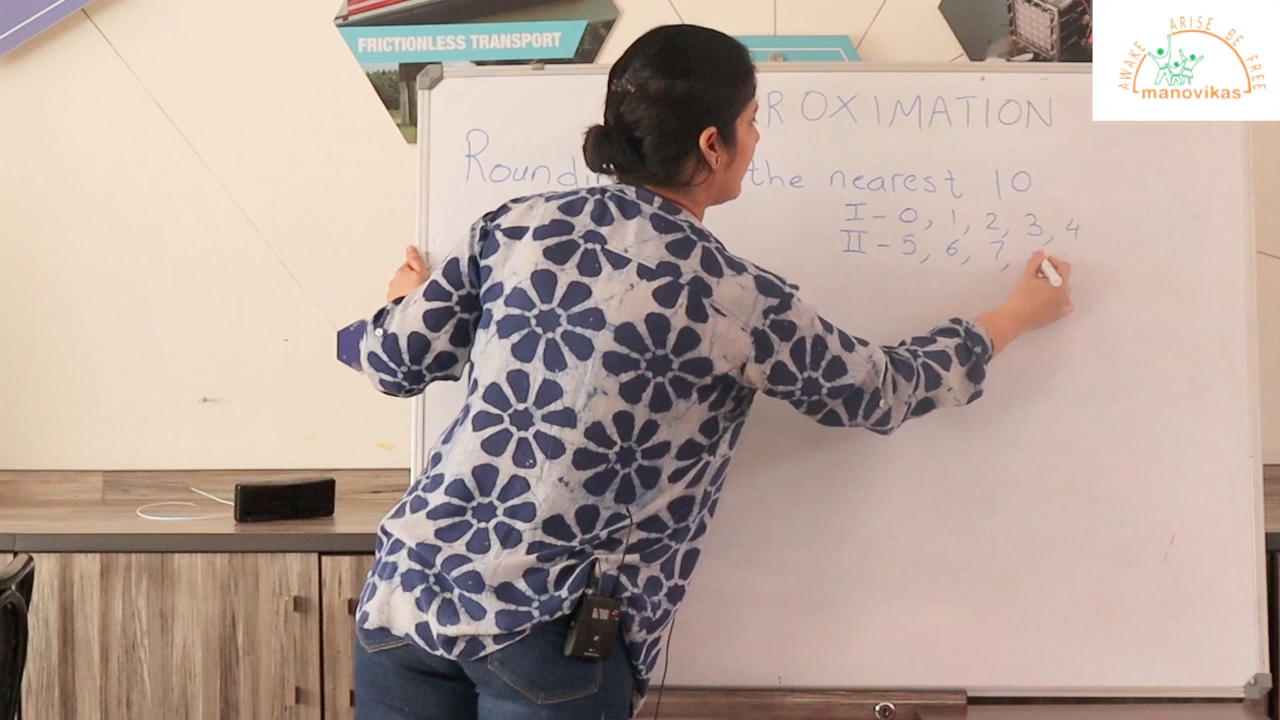 FRICTIONLESS TRANSPORT
AWAKE ARISE BE FREE
manovikas
ROXIMATION
Roundin the nearest 10
I - 0, 1, 2, 3, 4
II - 5, 6, 7,